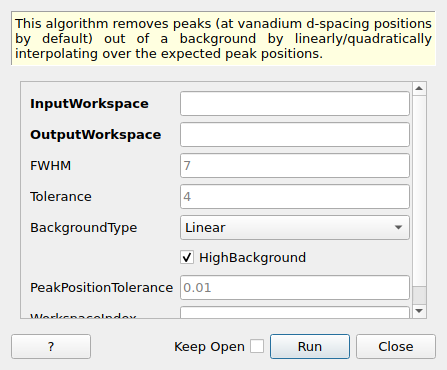 This algorithm removes peaks (at vanadium d-spacing positions
by default) out of a background by linearly/quadratically
interpolating over the expected peak positions.
InputWorkspace
OutputWorkspace
FWHM 7
Tolerance 4
BackgroundType Linear
HighBackground
PeakPositionTolerance 0.01
WorkspaceIndex
? Keep Open Run Close